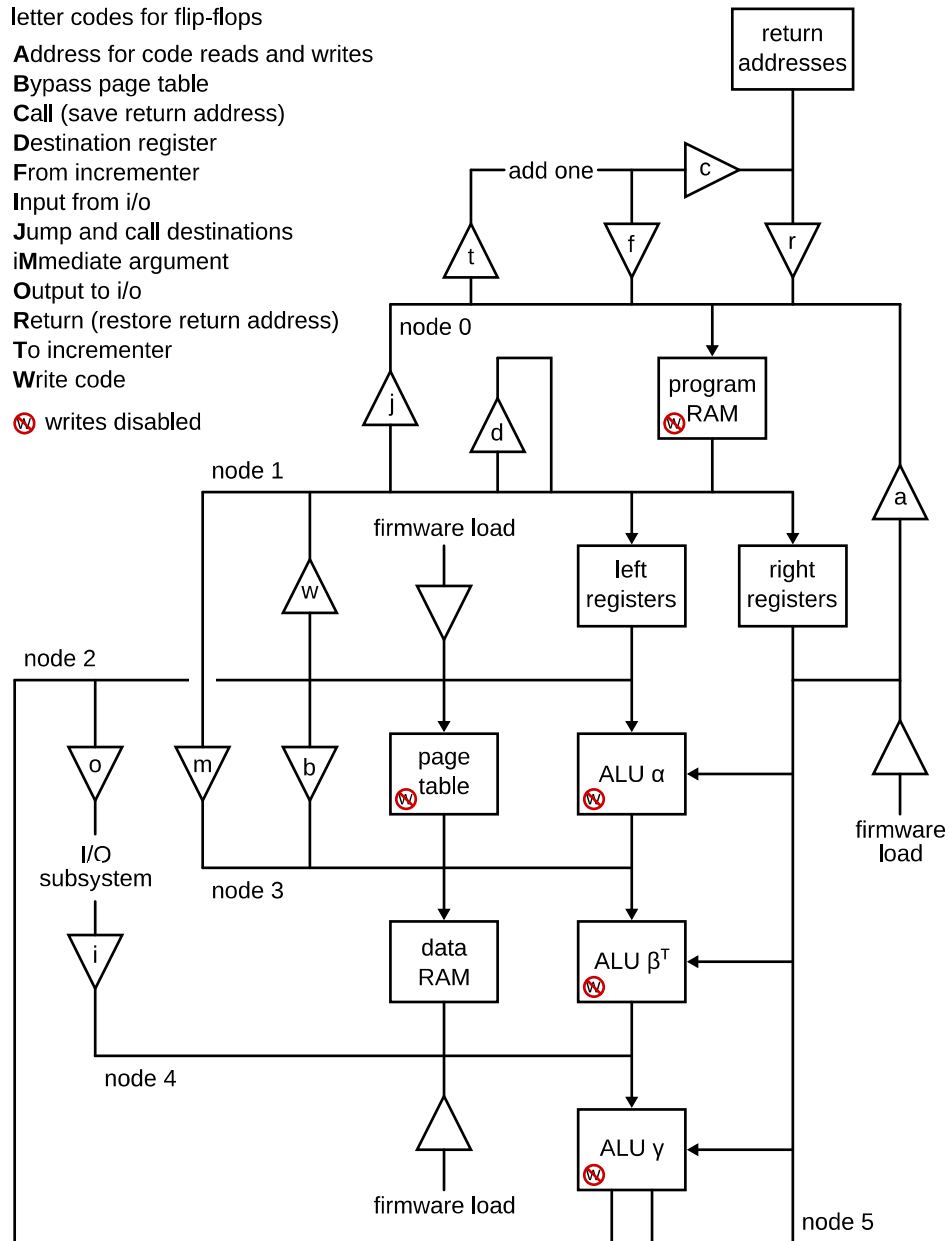 letter codes for flip-flops
Address for code reads and writes
Bypass page table
Call (save return address)
Destination register
From incrementer
Input from i/o
Jump and call destinations
iMmediate argument
Output to i/o
Return (restore return address)
To incrementer
Write code
w writes disabled
return
addresses
add one
c
t
f
r
node 0
j
d
program
w RAM
node 1
a
firmware load
w
left
registers
right
registers
node 2
o
m
b
page
table
w
ALU α
w
firmware
load
I/O
subsystem
node 3
i
data
RAM
ALU βᵀ
w
node 4
ALU γ
w
firmware load
node 5